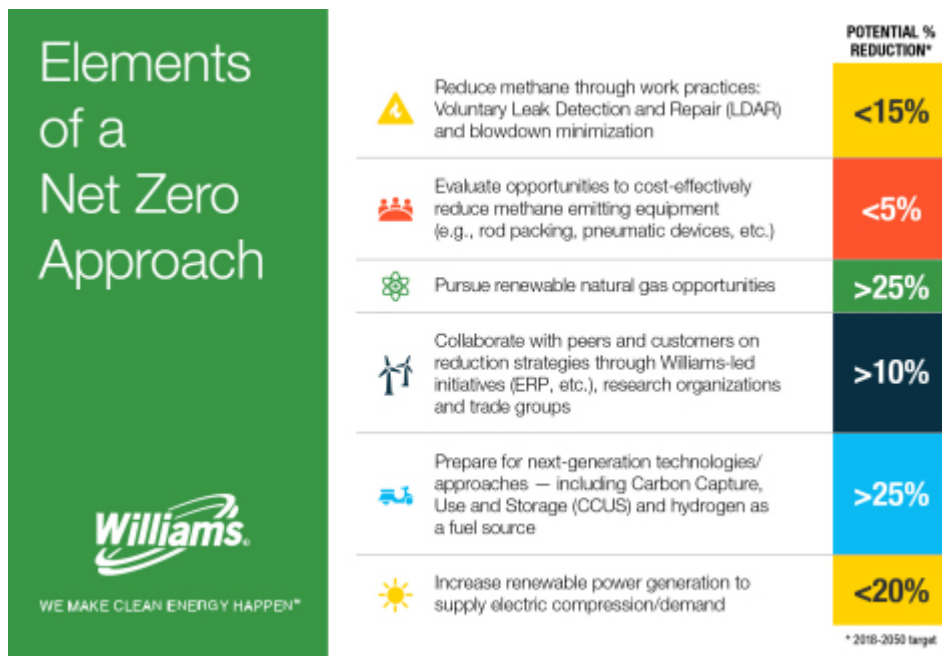 Elements
of a
Net Zero
Approach
Williams®
WE MAKE CLEAN ENERGY HAPPEN℠
POTENTIAL %
REDUCTION*
Reduce methane through work practices:
Voluntary Leak Detection and Repair (LDAR)
and blowdown minimization
<15%
Evaluate opportunities to cost-effectively
reduce methane emitting equipment
(e.g., rod packing, pneumatic devices, etc.)
<5%
Pursue renewable natural gas opportunities
>25%
Collaborate with peers and customers on
reduction strategies through Williams-led
initiatives (ERP, etc.), research organizations
and trade groups
>10%
Prepare for next-generation technologies/
approaches — including Carbon Capture,
Use and Storage (CCUS) and hydrogen as
a fuel source
>25%
Increase renewable power generation to
supply electric compression/demand
<20%
* 2018-2050 target